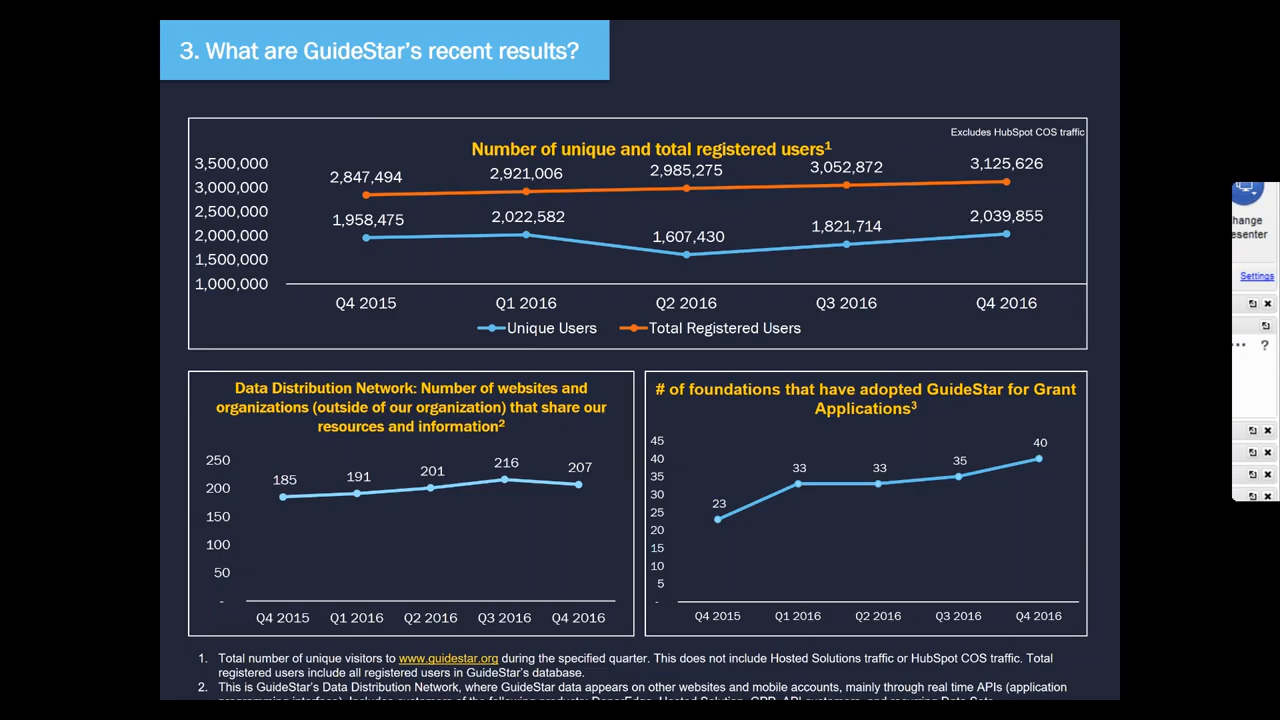 3. What are GuideStar's recent results?
Excludes HubSpot COS traffic
Number of unique and total registered users1
3,500,000
3,000,000
2,500,000
2,000,000
1,500,000
1,000,000
2,847,494
2,921,006
2,985,275
3,052,872
3,125,626
1,958,475
2,022,582
1,607,430
1,821,714
2,039,855
Q4 2015
Q1 2016
Q2 2016
Q3 2016
Q4 2016
Unique Users
Total Registered Users
Data Distribution Network: Number of websites and
organizations (outside of our organization) that share our
resources and information2
250
200
150
100
50
-
185
191
201
216
207
Q4 2015
Q1 2016
Q2 2016
Q3 2016
Q4 2016
# of foundations that have adopted GuideStar for Grant
Applications3
45
40
35
30
25
20
15
10
5
-
23
33
33
35
40
Q4 2015
Q1 2016
Q2 2016
Q3 2016
Q4 2016
1. Total number of unique visitors to www.guidestar.org during the specified quarter. This does not include Hosted Solutions traffic or HubSpot COS traffic. Total
registered users include all registered users in GuideStar's database.
2. This is GuideStar's Data Distribution Network, where GuideStar data appears on other websites and mobile accounts, mainly through real time APIs (application
hange
esenter
Settings
?